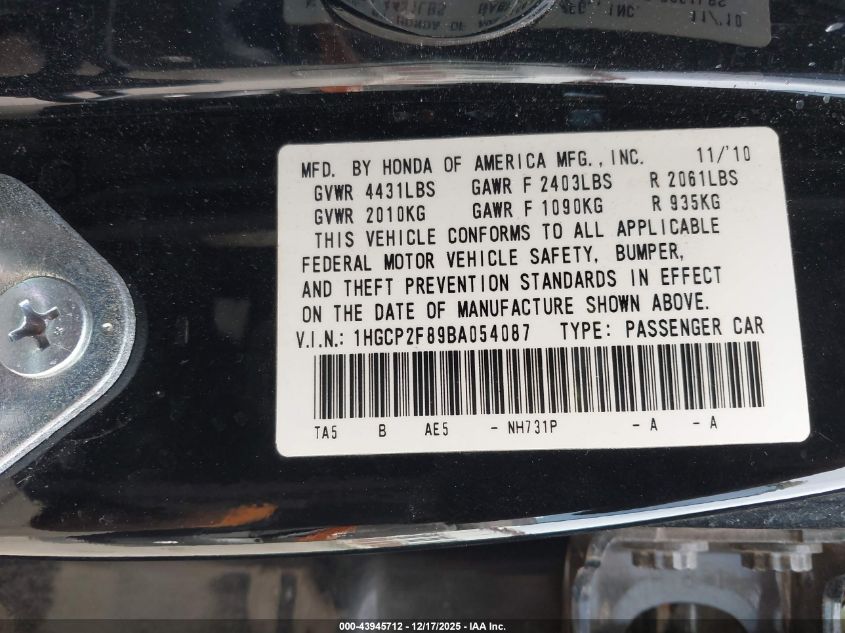 11/'10
MFD. BY HONDA OF AMERICA MFG., INC. 11/'10
GVWR 4431LBS GAWR F 2403LBS R 2061LBS
GVWR 2010KG GAWR F 1090KG R 935KG
THIS VEHICLE CONFORMS TO ALL APPLICABLE
FEDERAL MOTOR VEHICLE SAFETY, BUMPER,
AND THEFT PREVENTION STANDARDS IN EFFECT
ON THE DATE OF MANUFACTURE SHOWN ABOVE.
V.I.N.: 1HGCP2F89BA054087 TYPE: PASSENGER CAR
TA5 B AE5 - NH731P - A - A
000-43945712 - 12/17/2025 - IAA Inc.